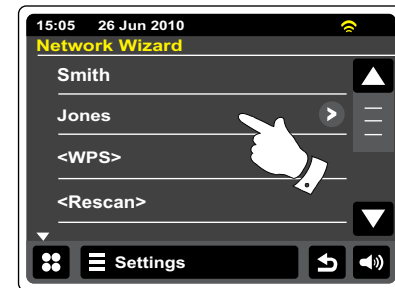 15:05 26 Jun 2010
Network Wizard
Smith
Jones
<WPS>
<Rescan>
Settings